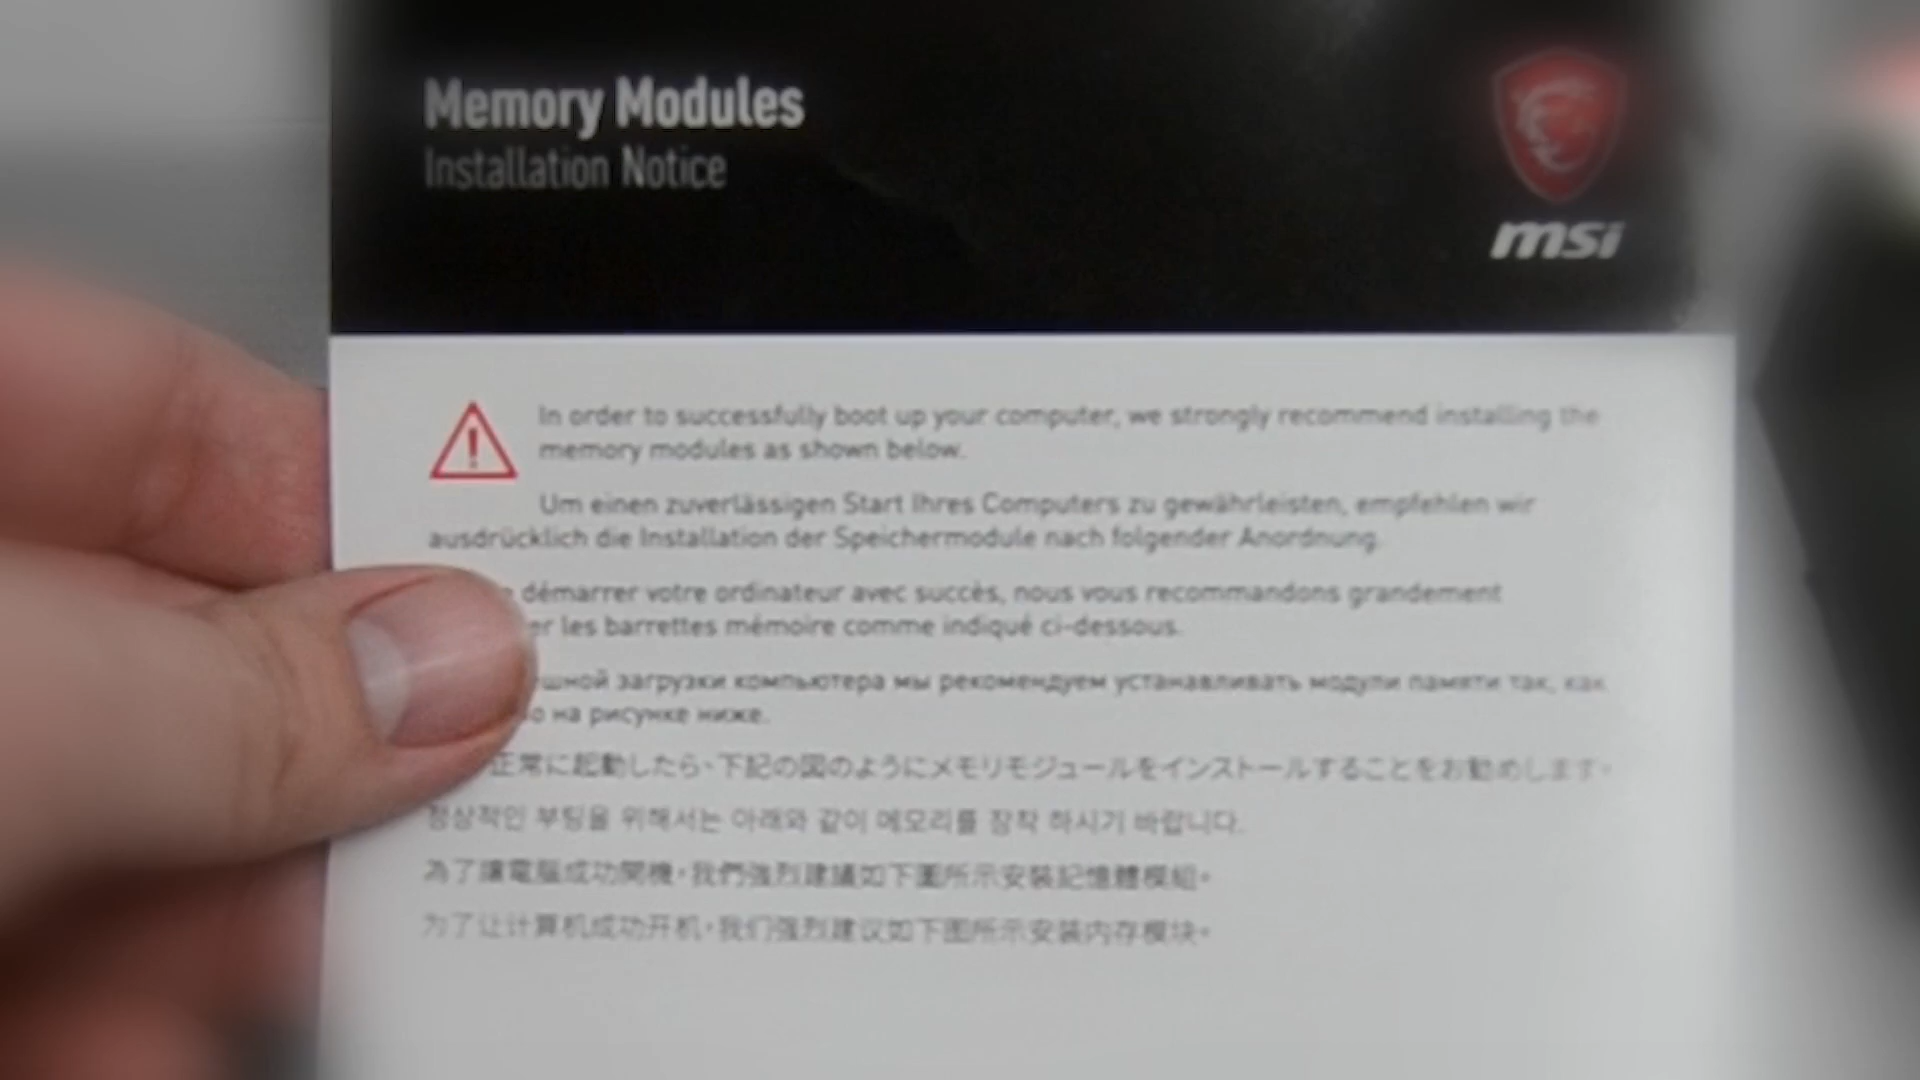 Memory Modules
Installation Notice
msi
In order to successfully boot up your computer, we strongly recommend installing the
memory modules as shown below.
Um einen zuverlässigen Start Ihres Computers zu gewährleisten, empfehlen wir
ausdrücklich die Installation der Speichermodule nach folgender Anordnung.
démarrer votre ordinateur avec succès, nous vous recommandons grandement
les barrettes mémoire comme indiqué ci-dessous.
загрузки компьютера мы рекомендуем устанавливать модули памяти так, как
на рисунке ниже.
正常に起動したら、下記の図のようにメモリモジュールをインストールすることをお勧めします。
정상적인 부팅을 위해서는 아래와 같이 메모리를 장착 하시기 바랍니다.
為了讓電腦成功開機，我們強烈建議如下圖所示安裝記憶體模組。
为了让计算机成功开机，我们強烈建议如下图所示安装内存模块。